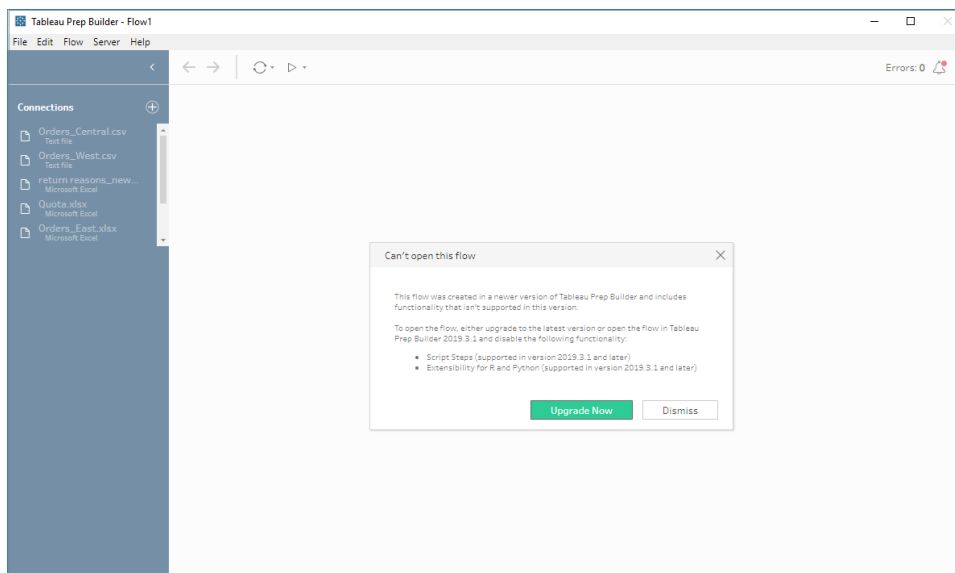 Tableau Prep Builder - Flow1
File Edit Flow Server Help
Errors: 0
Connections
Orders_Central.csv
Text file
Orders_West.csv
Text file
return reasons_new...
Microsoft Excel
Quota.xlsx
Microsoft Excel
Orders_East.xlsx
Microsoft Excel
Can't open this flow
This flow was created in a newer version of Tableau Prep Builder and includes
functionality that isn't supported in this version.
To open the flow, either upgrade to the latest version or open the flow in Tableau
Prep Builder 2019.3.1 and disable the following functionality:
• Script Steps (supported in version 2019.3.1 and later)
• Extensibility for R and Python (supported in version 2019.3.1 and later)
Upgrade Now Dismiss